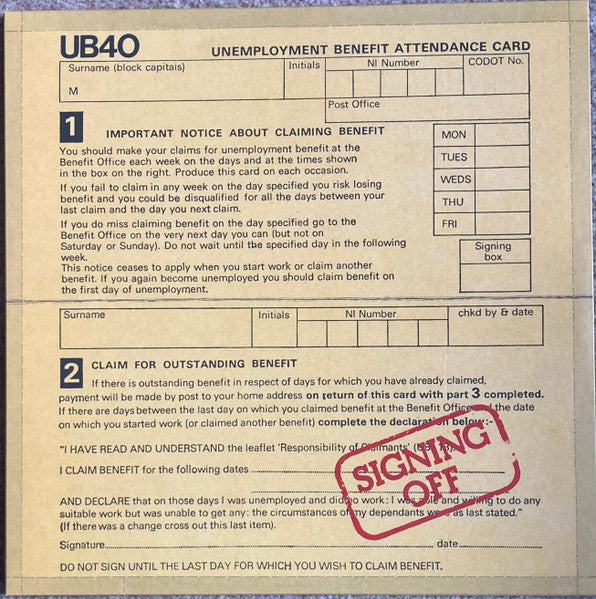 UB40 UNEMPLOYMENT BENEFIT ATTENDANCE CARD
Surname (block capitals) Initials NI Number CODOT No.
M
Post Office
1 IMPORTANT NOTICE ABOUT CLAIMING BENEFIT
You should make your claims for unemployment benefit at the
Benefit Office each week on the days and at the times shown
in the box on the right. Produce this card on each occasion.
If you fail to claim in any week on the day specified you risk losing
benefit and you could be disqualified for all the days between your
last claim and the day you next claim.
If you do miss claiming benefit on the day specified go to the
Benefit Office on the very next day you can (but not on
Saturday or Sunday). Do not wait until the specified day in the following
week.
This notice ceases to apply when you start work or claim another
benefit. If you again become unemployed you should claim benefit on
the first day of unemployment.
MON
TUES
WEDS
THU
FRI
Signing
box
Surname Initials NI Number chkd by & date
2 CLAIM FOR OUTSTANDING BENEFIT
If there is outstanding benefit in respect of days for which you have already claimed,
payment will be made by post to your home address on return of this card with part 3 completed.
If there are days between the last day on which you claimed benefit at the Benefit Office and the date
on which you started work (or claimed another benefit) complete the declaration below:-
"I HAVE READ AND UNDERSTAND the leaflet 'Responsibility of Claimants'
I CLAIM BENEFIT for the following dates
AND DECLARE that on those days I was unemployed and did no work: I was able and willing to do any
suitable work but was unable to get any: the circumstances of my dependants were as last stated."
(If there was a change cross out this last item).
Signature date
DO NOT SIGN UNTIL THE LAST DAY FOR WHICH YOU WISH TO CLAIM BENEFIT.
SIGNING
OFF